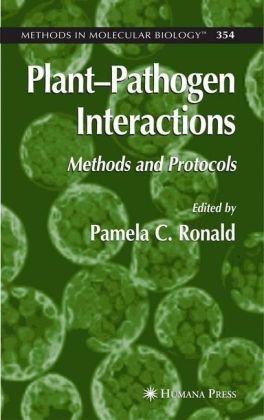 METHODS IN MOLECULAR BIOLOGY™ 354
Plant–Pathogen
Interactions
Methods and Protocols
Edited by
Pamela C. Ronald
HUMANA PRESS